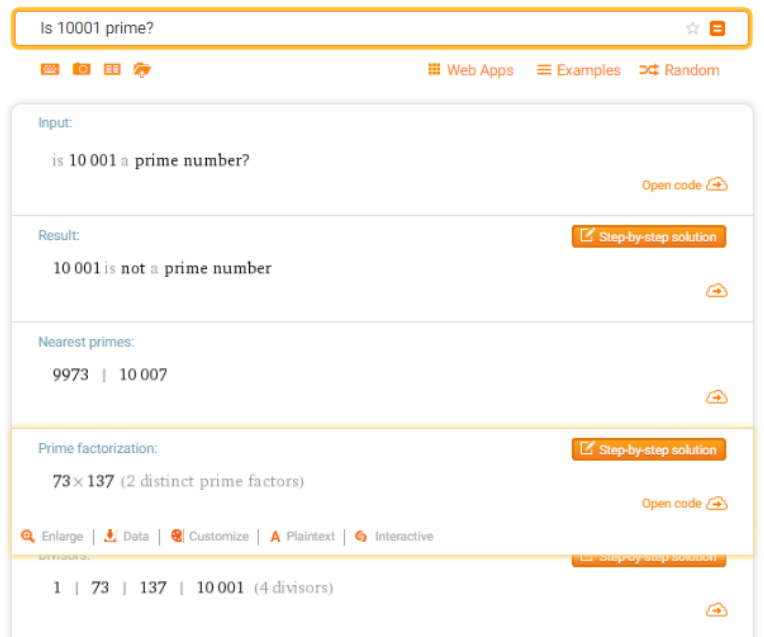 Is 10001 prime?
Web Apps Examples Random
Input:
is 10 001 a prime number?
Open code
Result:
Step-by-step solution
10 001 is not a prime number
Nearest primes:
9973 | 10 007
Prime factorization:
Step-by-step solution
73 × 137 (2 distinct prime factors)
Open code
Enlarge | Data | Customize | A Plaintext | Interactive
Divisors:
Step-by-step solution
1 | 73 | 137 | 10 001 (4 divisors)